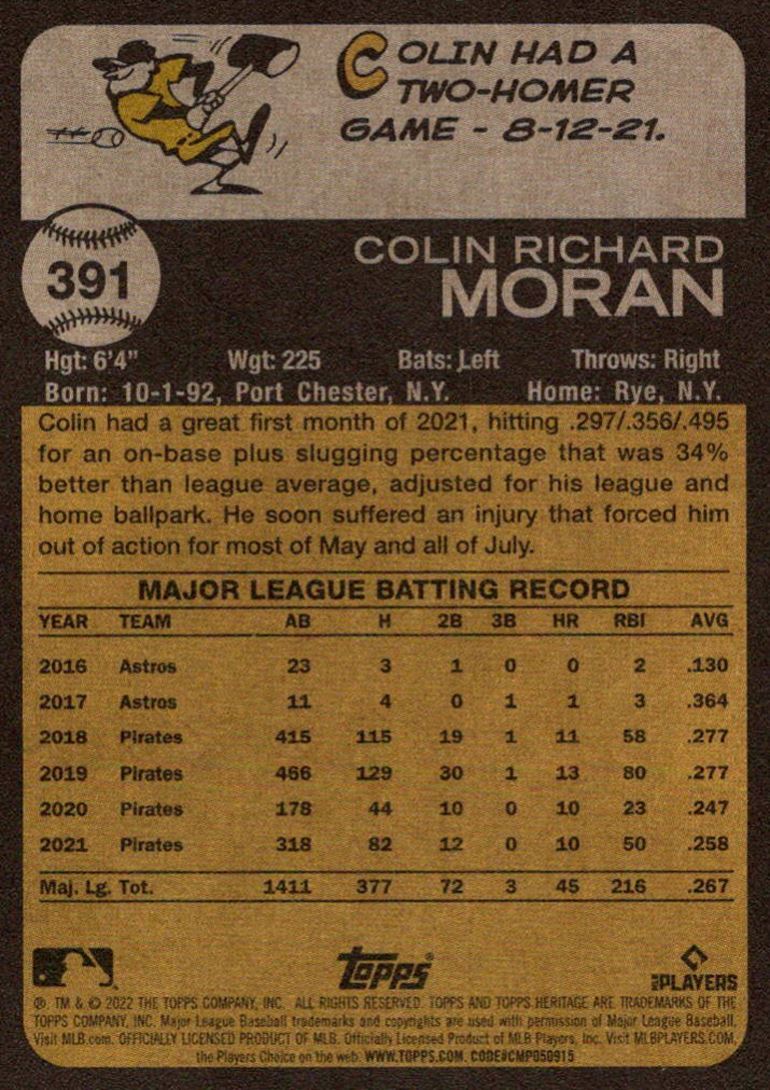 COLIN HAD A
TWO-HOMER
GAME - 8-12-21.
391
COLIN RICHARD
MORAN
Hgt: 6'4" Wgt: 225 Bats: Left Throws: Right
Born: 10-1-92, Port Chester, N.Y. Home: Rye, N.Y.
Colin had a great first month of 2021, hitting .297/.356/.495
for an on-base plus slugging percentage that was 34%
better than league average, adjusted for his league and
home ballpark. He soon suffered an injury that forced him
out of action for most of May and all of July.
MAJOR LEAGUE BATTING RECORD
YEAR TEAM AB H 2B 3B HR RBI AVG
2016 Astros 23 3 1 0 0 2 .130
2017 Astros 11 4 0 1 1 3 .364
2018 Pirates 415 115 19 1 11 58 .277
2019 Pirates 466 129 30 1 13 80 .277
2020 Pirates 178 44 10 0 10 23 .247
2021 Pirates 318 82 12 0 10 50 .258
Maj. Lg. Tot. 1411 377 72 3 45 216 .267
Topps® PLAYERS
®, TM & © 2022 THE TOPPS COMPANY, INC. ALL RIGHTS RESERVED. TOPPS AND TOPPS HERITAGE ARE TRADEMARKS OF THE
TOPPS COMPANY, INC. Major League Baseball trademarks and copyrights are used with permission of Major League Baseball.
Visit MLB.com. OFFICIALLY LICENSED PRODUCT OF MLB. Officially Licensed Product of MLB Players, Inc. Visit MLBPLAYERS.COM,
the Players Choice on the web. WWW.TOPPS.COM. CODE#CMP050915